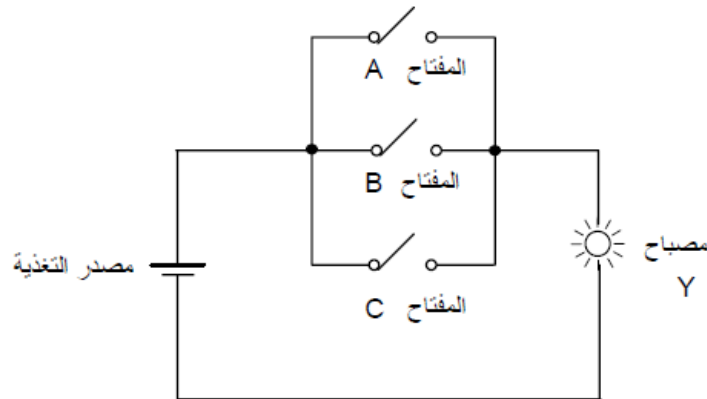 المفتاح A
المفتاح B
مصدر التغذية
مصباح
Y
المفتاح C